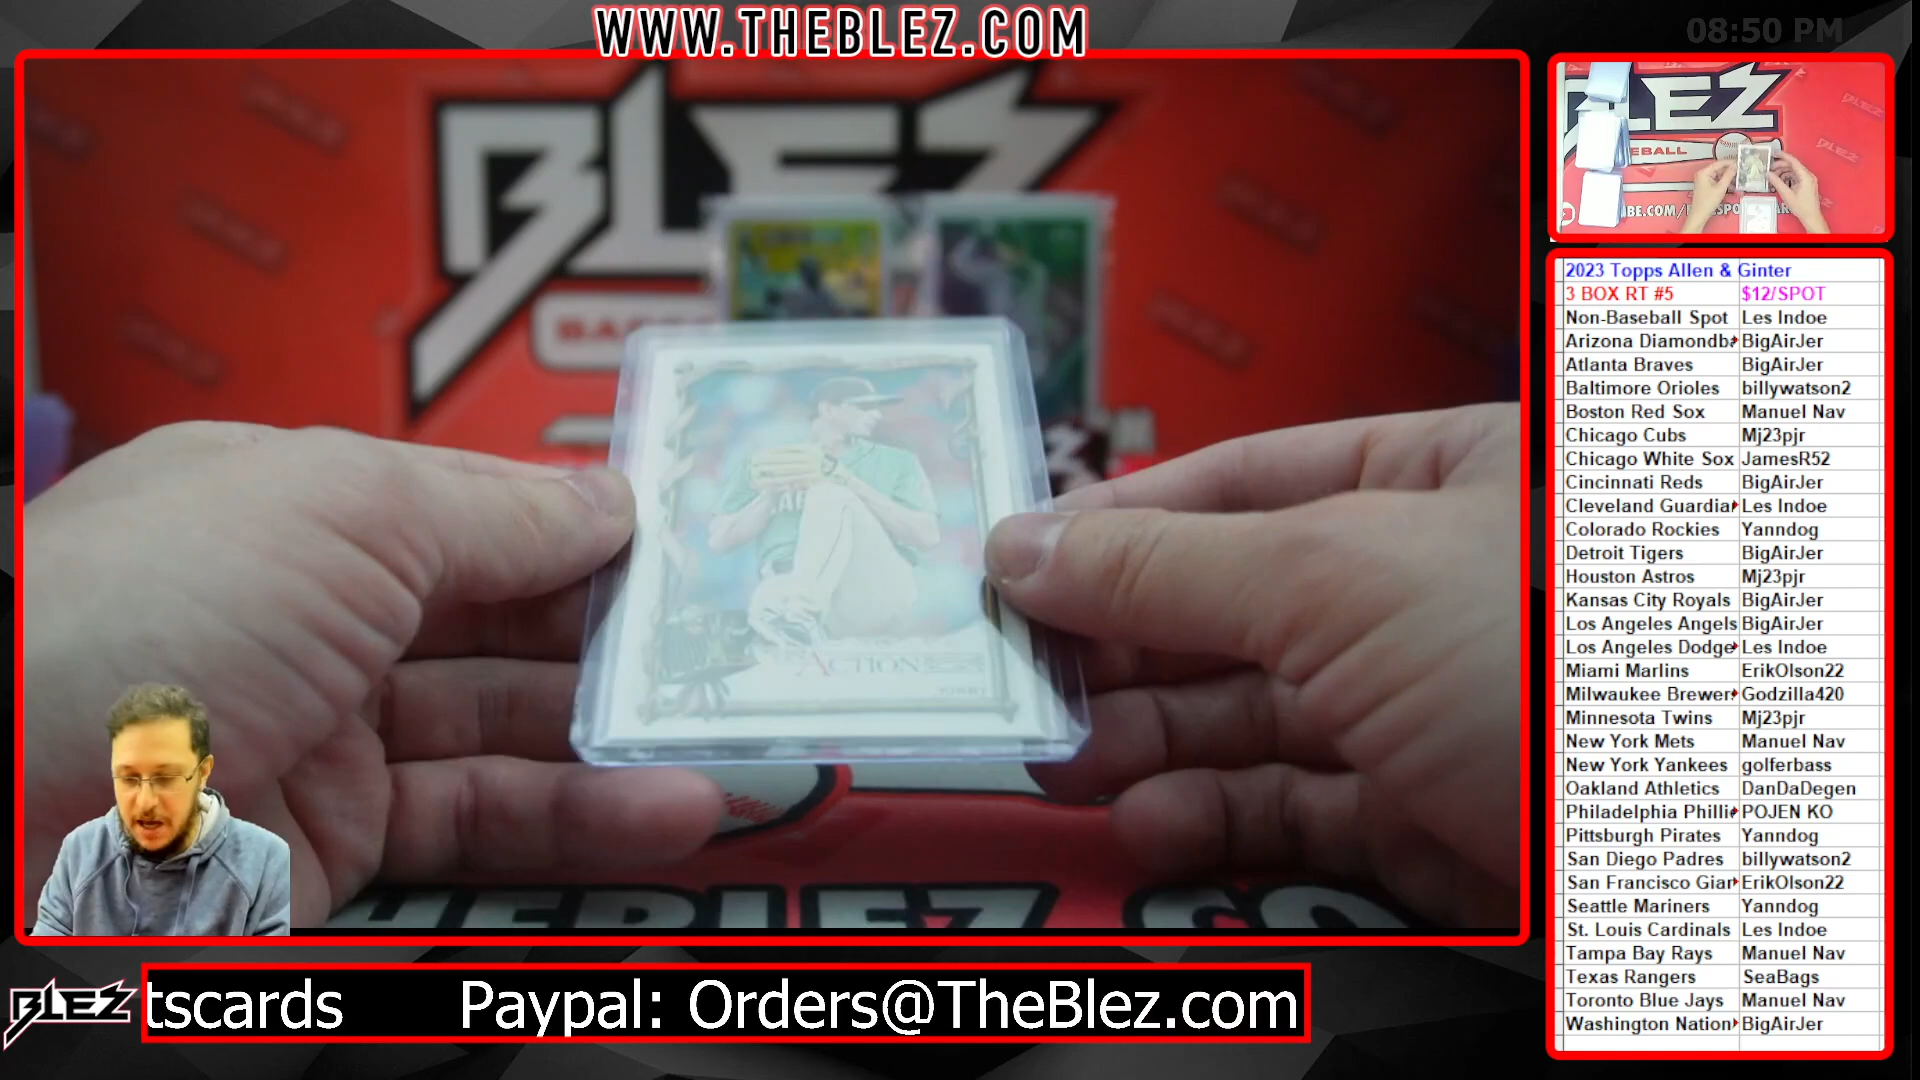 WWW.THEBLEZ.COM
08:50 PM
BLEZ
ACTION
THEBLEZ.CO
BLEZ
tscards Paypal: Orders@TheBlez.com
BLEZ
EBALL
2023 Topps Allen & Ginter
3 BOX RT #5 $12/SPOT
Non-Baseball Spot Les Indoe
Arizona Diamondba BigAirJer
Atlanta Braves BigAirJer
Baltimore Orioles billywatson2
Boston Red Sox Manuel Nav
Chicago Cubs Mj23pjr
Chicago White Sox JamesR52
Cincinnati Reds BigAirJer
Cleveland Guardia Les Indoe
Colorado Rockies Yanndog
Detroit Tigers BigAirJer
Houston Astros Mj23pjr
Kansas City Royals BigAirJer
Los Angeles Angels BigAirJer
Los Angeles Dodge Les Indoe
Miami Marlins ErikOlson22
Milwaukee Brewer Godzilla420
Minnesota Twins Mj23pjr
New York Mets Manuel Nav
New York Yankees golferbass
Oakland Athletics DanDaDegen
Philadelphia Philli POJEN KO
Pittsburgh Pirates Yanndog
San Diego Padres billywatson2
San Francisco Giar ErikOlson22
Seattle Mariners Yanndog
St. Louis Cardinals Les Indoe
Tampa Bay Rays Manuel Nav
Texas Rangers SeaBags
Toronto Blue Jays Manuel Nav
Washington Nation BigAirJer